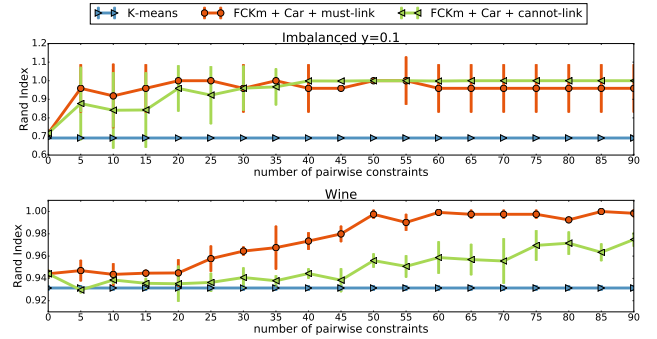 K-means FCKm + Car + must-link FCKm + Car + cannot-link
Imbalanced y=0.1
Rand Index
1.2
1.1
1.0
0.9
0.8
0.7
0.6
0 5 10 15 20 25 30 35 40 45 50 55 60 65 70 75 80 85 90
number of pairwise constraints
Wine
Rand Index
1.00
0.98
0.96
0.94
0.92
0 5 10 15 20 25 30 35 40 45 50 55 60 65 70 75 80 85 90
number of pairwise constraints